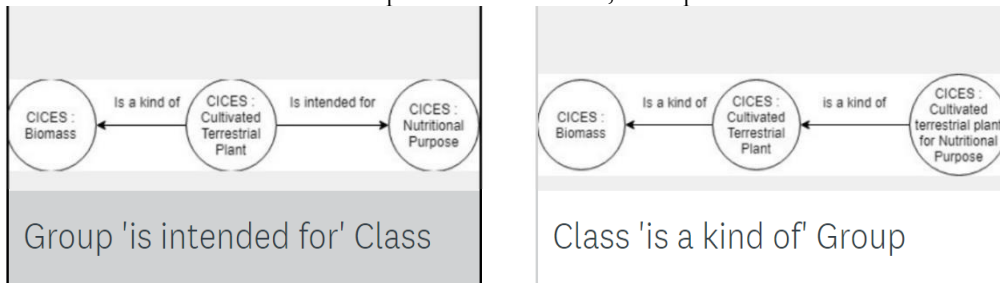 CICES :
Biomass
Is a kind of
CICES :
Cultivated
Terrestrial
Plant
Is intended for
CICES :
Nutritional
Purpose
Group 'is intended for' Class
CICES :
Biomass
Is a kind of
CICES :
Cultivated
Terrestrial
Plant
is a kind of
CICES :
Cultivated
terrestrial plant
for Nutritional
Purpose
Class 'is a kind of' Group